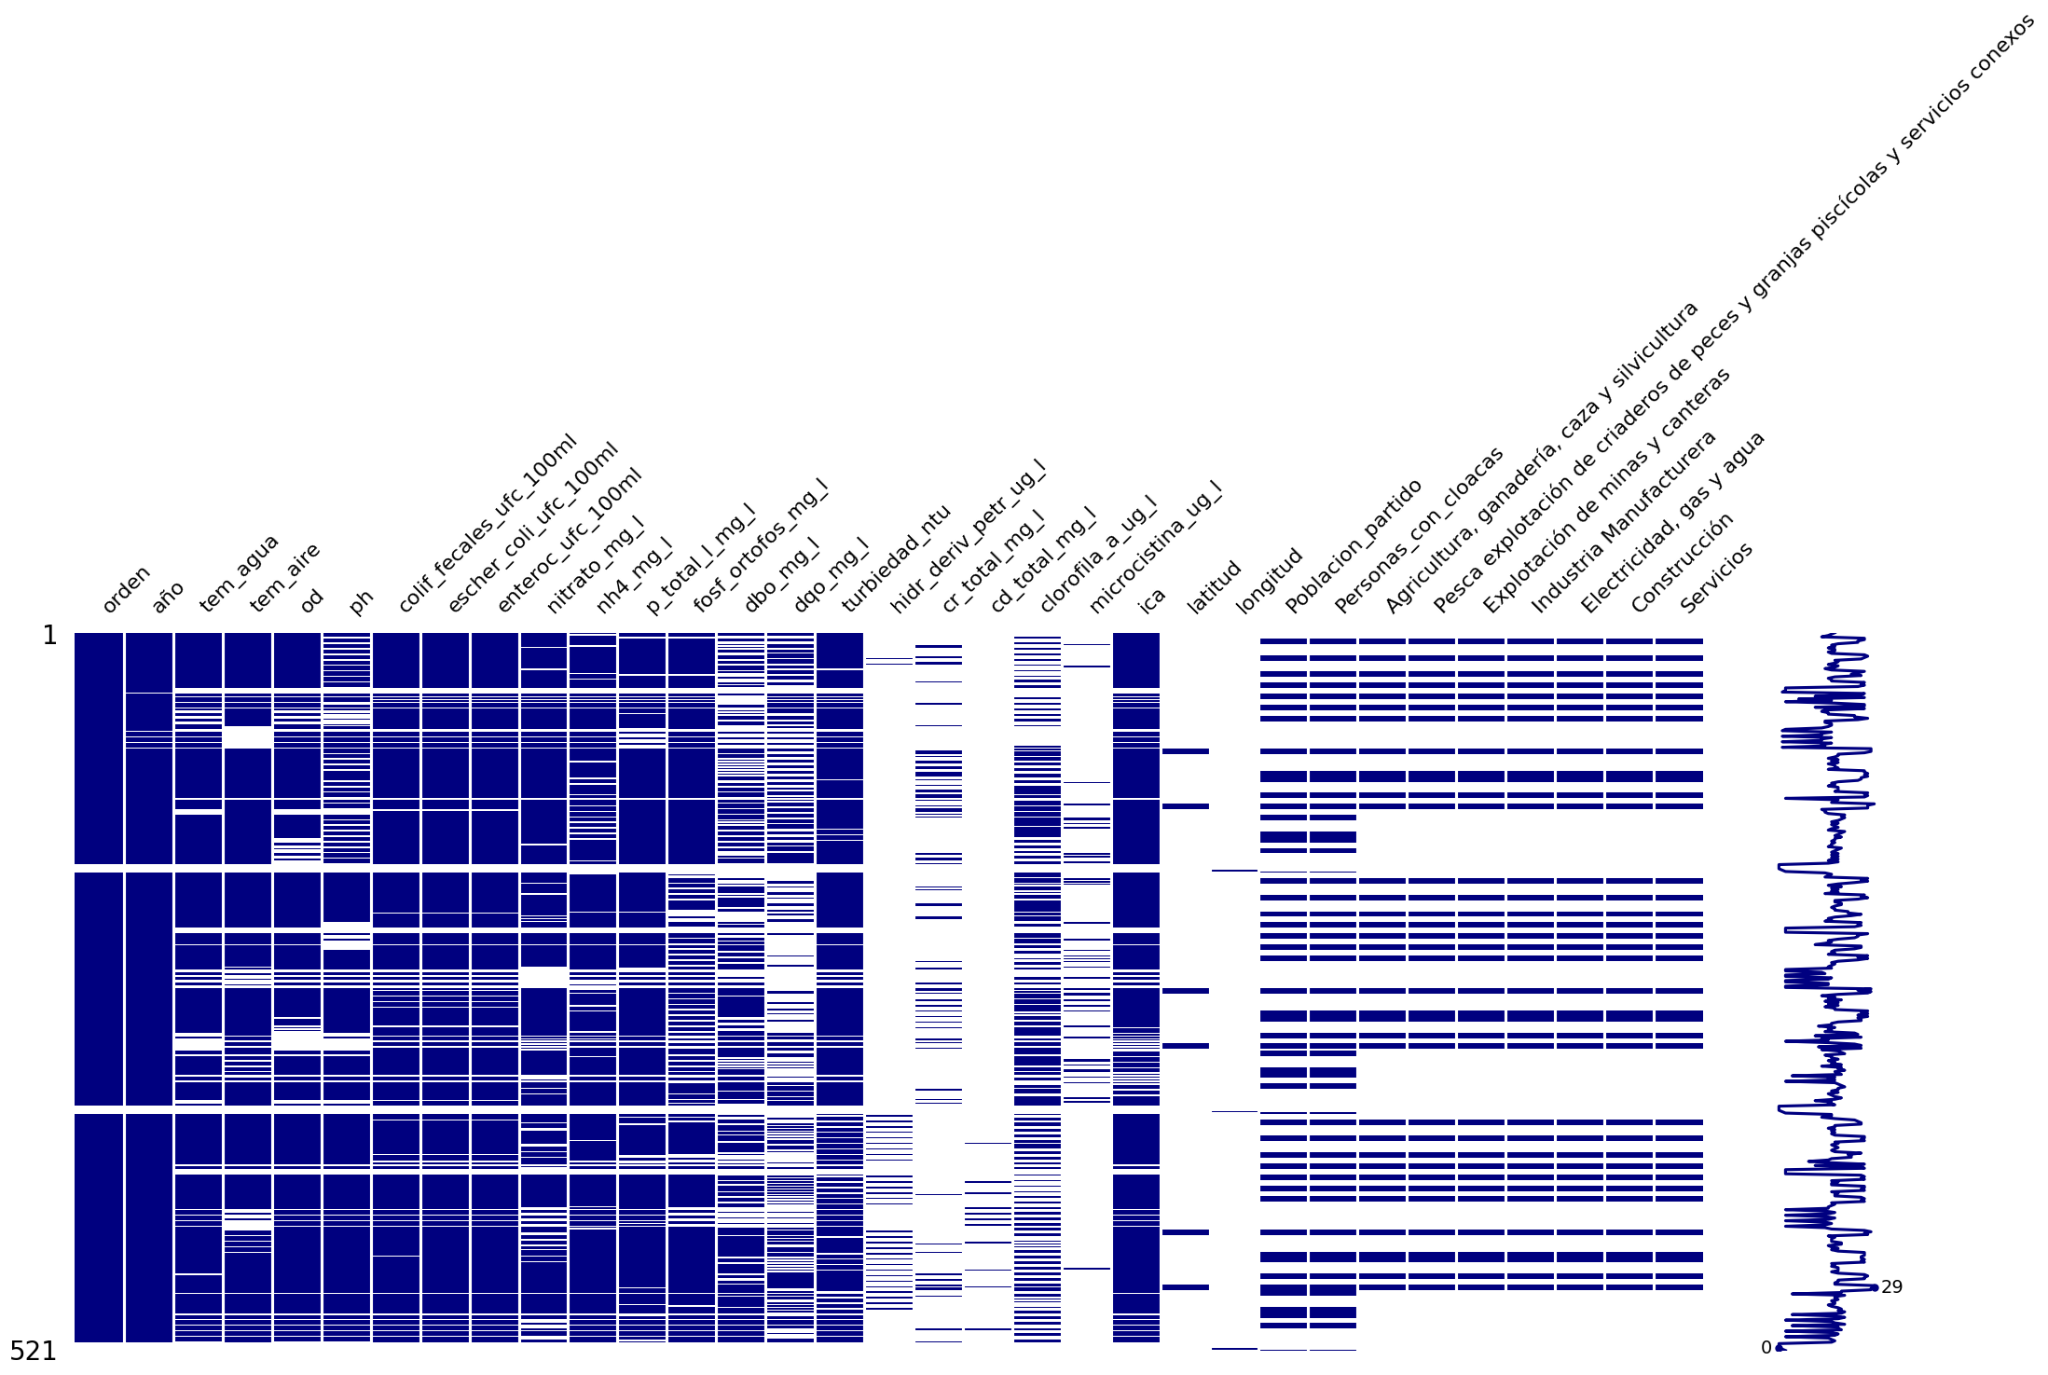 orden
año
tem_agua
tem_aire
od
ph
colif_fecales_ufc_100ml
escher_coli_ufc_100ml
enteroc_ufc_100ml
nitrato_mg_l
nh4_mg_l
p_total_l_mg_l
fosf_ortofos_mg_l
dbo_mg_l
dqo_mg_l
turbiedad_ntu
hidr_deriv_petr_ug_l
cr_total_mg_l
cd_total_mg_l
clorofila_a_ug_l
microcistina_ug_l
ica
latitud
longitud
Poblacion_partido
Personas_con_cloacas
Agricultura, ganadería, caza y silvicultura
Pesca explotación de criaderos de peces y granjas piscícolas y servicios conexos
Explotación de minas y canteras
Industria Manufacturera
Electricidad, gas y agua
Construcción
Servicios
1
29
0
521